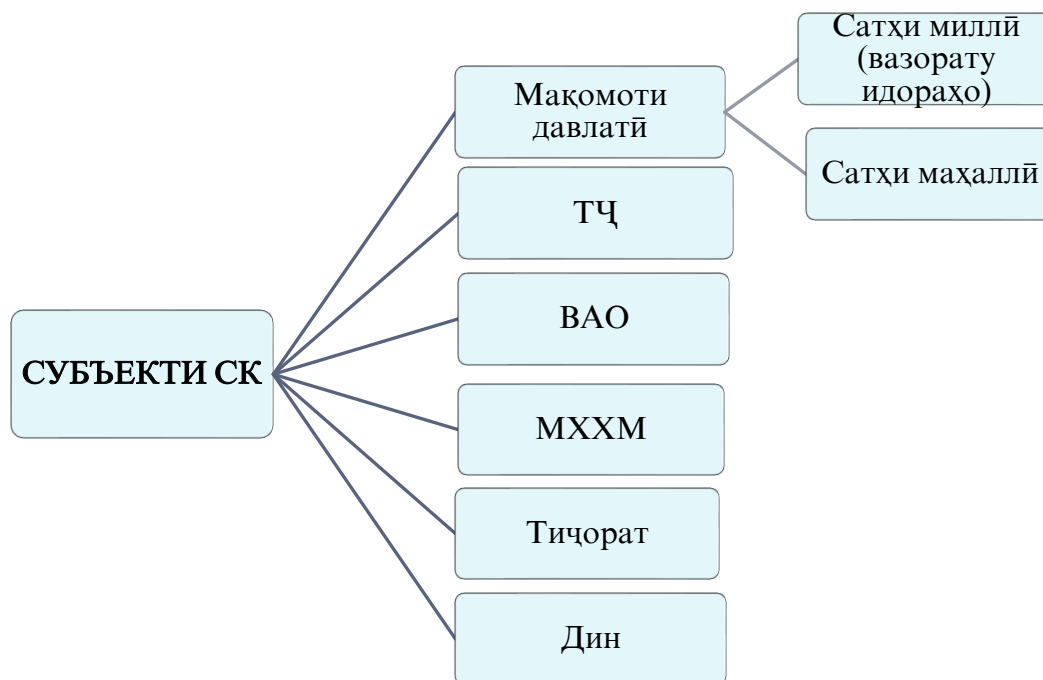 СУБЪЕКТИ СК
Мақомоти
давлатӣ
Сатҳи миллӣ
(вазорату
идораҳо)
Сатҳи маҳаллӣ
ТҶ
ВАО
МХХМ
Тиҷорат
Дин